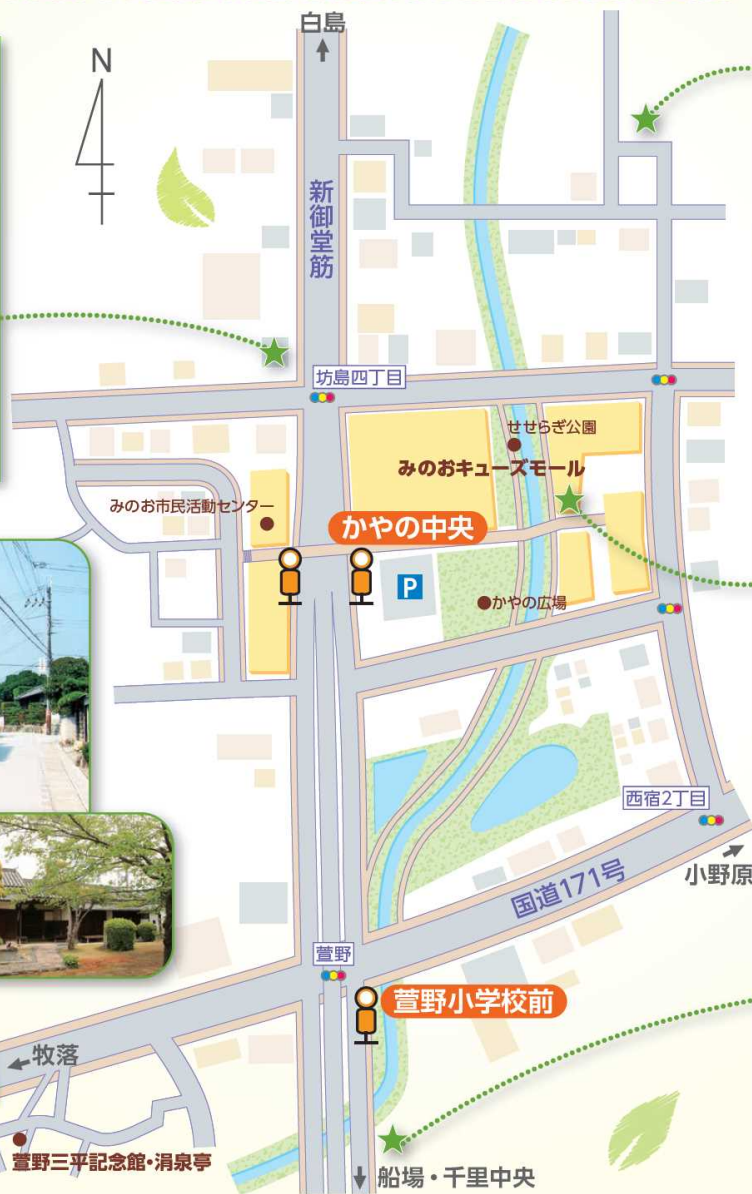 白島
N
新御堂筋
坊島四丁目
せせらぎ公園
みのおキューズモール
みのお市民活動センター
かやの中央
P
かやの広場
西宿2丁目
小野原
国道171号
萱野
萱野小学校前
牧落
萱野三平記念館・涓泉亭
船場・千里中央